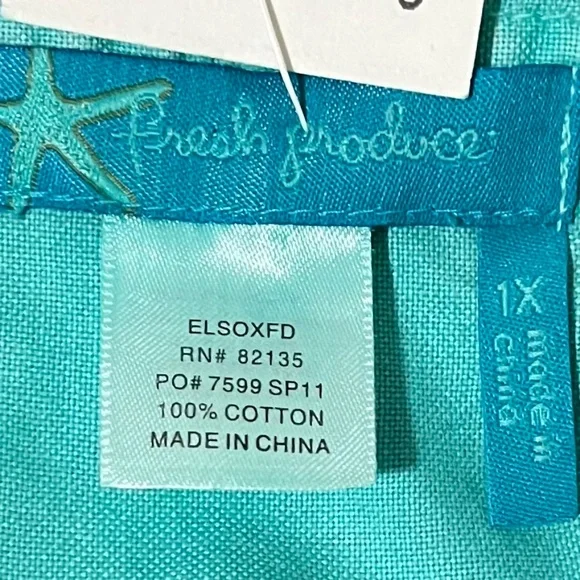 Fresh produce
ELSOXFD
RN# 82135
PO# 7599 SP11
100% COTTON
MADE IN CHINA
1X
made in
China